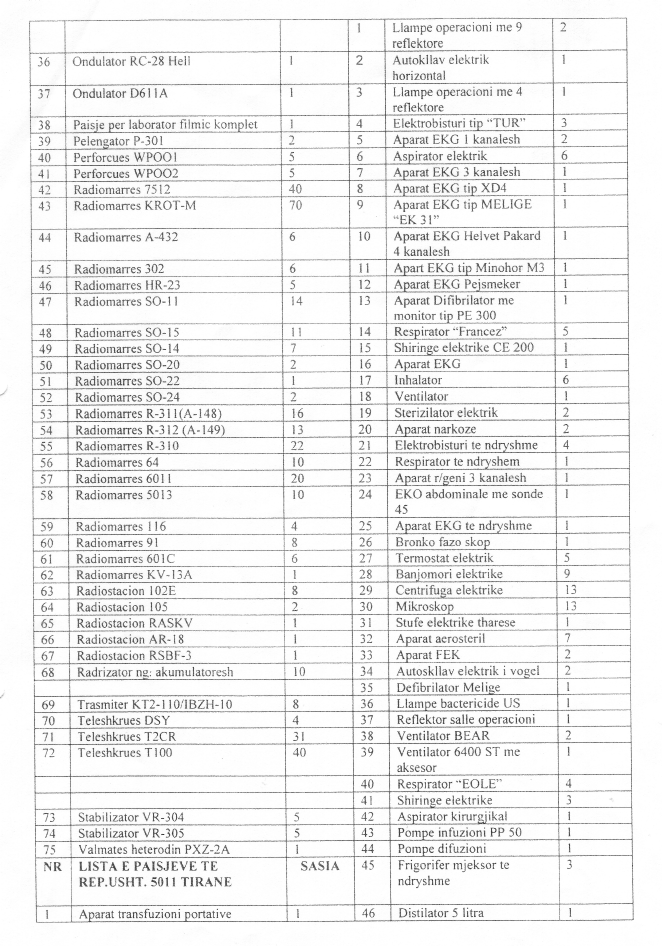 1 Llampe operacioni me 9 2
reflektore
36 Ondulator RC-28 Hell 1 2 Autokllav elektrik 1
horizontal
37 Ondulator D611A 1 3 Llampe operacioni me 4 1
reflektore
38 Paisje per laborator filmic komplet 1 4 Elektrobisturi tip “TUR” 3
39 Pelengator P-301 2 5 Aparat EKG 1 kanalesh 2
40 Perforcues WPOO1 5 6 Aspirator elektrik 6
41 Perforcues WPOO2 5 7 Aparat EKG 3 kanalesh 1
42 Radiomarres 7512 40 8 Aparat EKG tip XD4 1
43 Radiomarres KROT-M 70 9 Aparat EKG tip MELIGE 1
“EK 31”
44 Radiomarres A-432 6 10 Aparat EKG Helvet Pakard 1
4 kanalesh
45 Radiomarres 302 6 11 Apart EKG tip Minohor M3 1
46 Radiomarres HR-23 5 12 Aparat EKG Pejsmeker 1
47 Radiomarres SO-11 14 13 Aparat Difibrilator me 1
monitor tip PE 300
48 Radiomarres SO-15 11 14 Respirator “Francez” 5
49 Radiomarres SO-14 7 15 Shiringe elektrike CE 200 1
50 Radiomarres SO-20 2 16 Aparat EKG 1
51 Radiomarres SO-22 1 17 Inhalator 6
52 Radiomarres SO-24 2 18 Ventilator 1
53 Radiomarres R-311(A-148) 16 19 Sterizilator elektrik 2
54 Radiomarres R-312 (A-149) 13 20 Aparat narkoze 2
55 Radiomarres R-310 22 21 Elektrobisturi te ndryshme 4
56 Radiomarres 64 10 22 Respirator te ndryshem 1
57 Radiomarres 6011 20 23 Aparat r/geni 3 kanalesh 1
58 Radiomarres 5013 10 24 EKO abdominale me sonde 1
45
59 Radiomarres 116 4 25 Aparat EKG te ndryshme 1
60 Radiomarres 91 8 26 Bronko fazo skop 1
61 Radiomarres 601C 6 27 Termostat elektrik 5
62 Radiomarres KV-13A 1 28 Banjomori elektrike 9
63 Radiostacion 102E 8 29 Centrifuga elektrike 13
64 Radiostacion 105 2 30 Mikroskop 13
65 Radiostacion RASKV 1 31 Stufe elektrike tharese 1
66 Radiostacion AR-18 1 32 Aparat aerosteril 7
67 Radiostacion RSBF-3 1 33 Aparat FEK 2
68 Radrizator ng: akumulatoresh 10 34 Autoskllav elektrik i vogel 2
35 Defibrilator Melige 1
69 Trasmiter KT2-110/IBZH-10 8 36 Llampe bactericide US 1
70 Teleshkrues DSY 4 37 Reflektor salle operacioni 1
71 Teleshkrues T2CR 31 38 Ventilator BEAR 2
72 Teleshkrues T100 40 39 Ventilator 6400 ST me 1
aksesor
40 Respirator “EOLE” 4
41 Shiringe elektrike 3
73 Stabilizator VR-304 5 42 Aspirator kirurgjikal 1
74 Stabilizator VR-305 5 43 Pompe infuzioni PP 50 1
75 Valmates heterodin PXZ-2A 1 44 Pompe difuzioni 1
NR LISTA E PAISJEVE TE SASIA 45 Frigorifer mjeksor te 3
REP.USHT. 5011 TIRANE ndryshme
1 Aparat transfuzioni portative 1 46 Distilator 5 litra 1